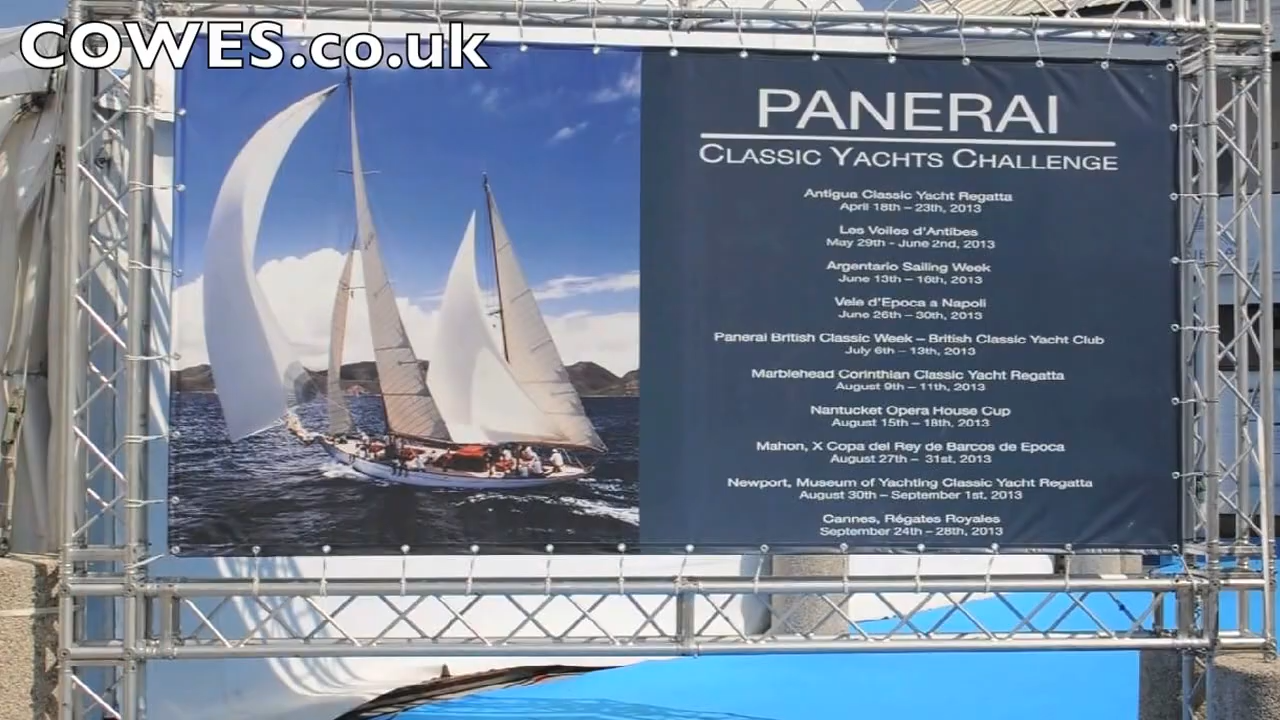 COWES.co.uk
PANERAI
CLASSIC YACHTS CHALLENGE
Antigua Classic Yacht Regatta
April 18th – 23th, 2013
Les Voiles d'Antibes
May 29th - June 2nd, 2013
Argentario Sailing Week
June 13th – 16th, 2013
Vele d'Epoca a Napoli
June 26th – 30th, 2013
Panerai British Classic Week – British Classic Yacht Club
July 6th – 13th, 2013
Marblehead Corinthian Classic Yacht Regatta
August 9th – 11th, 2013
Nantucket Opera House Cup
August 15th – 18th, 2013
Mahon, X Copa del Rey de Barcos de Epoca
August 27th – 31st, 2013
Newport, Museum of Yachting Classic Yacht Regatta
August 30th – September 1st, 2013
Cannes, Régates Royales
September 24th – 28th, 2013